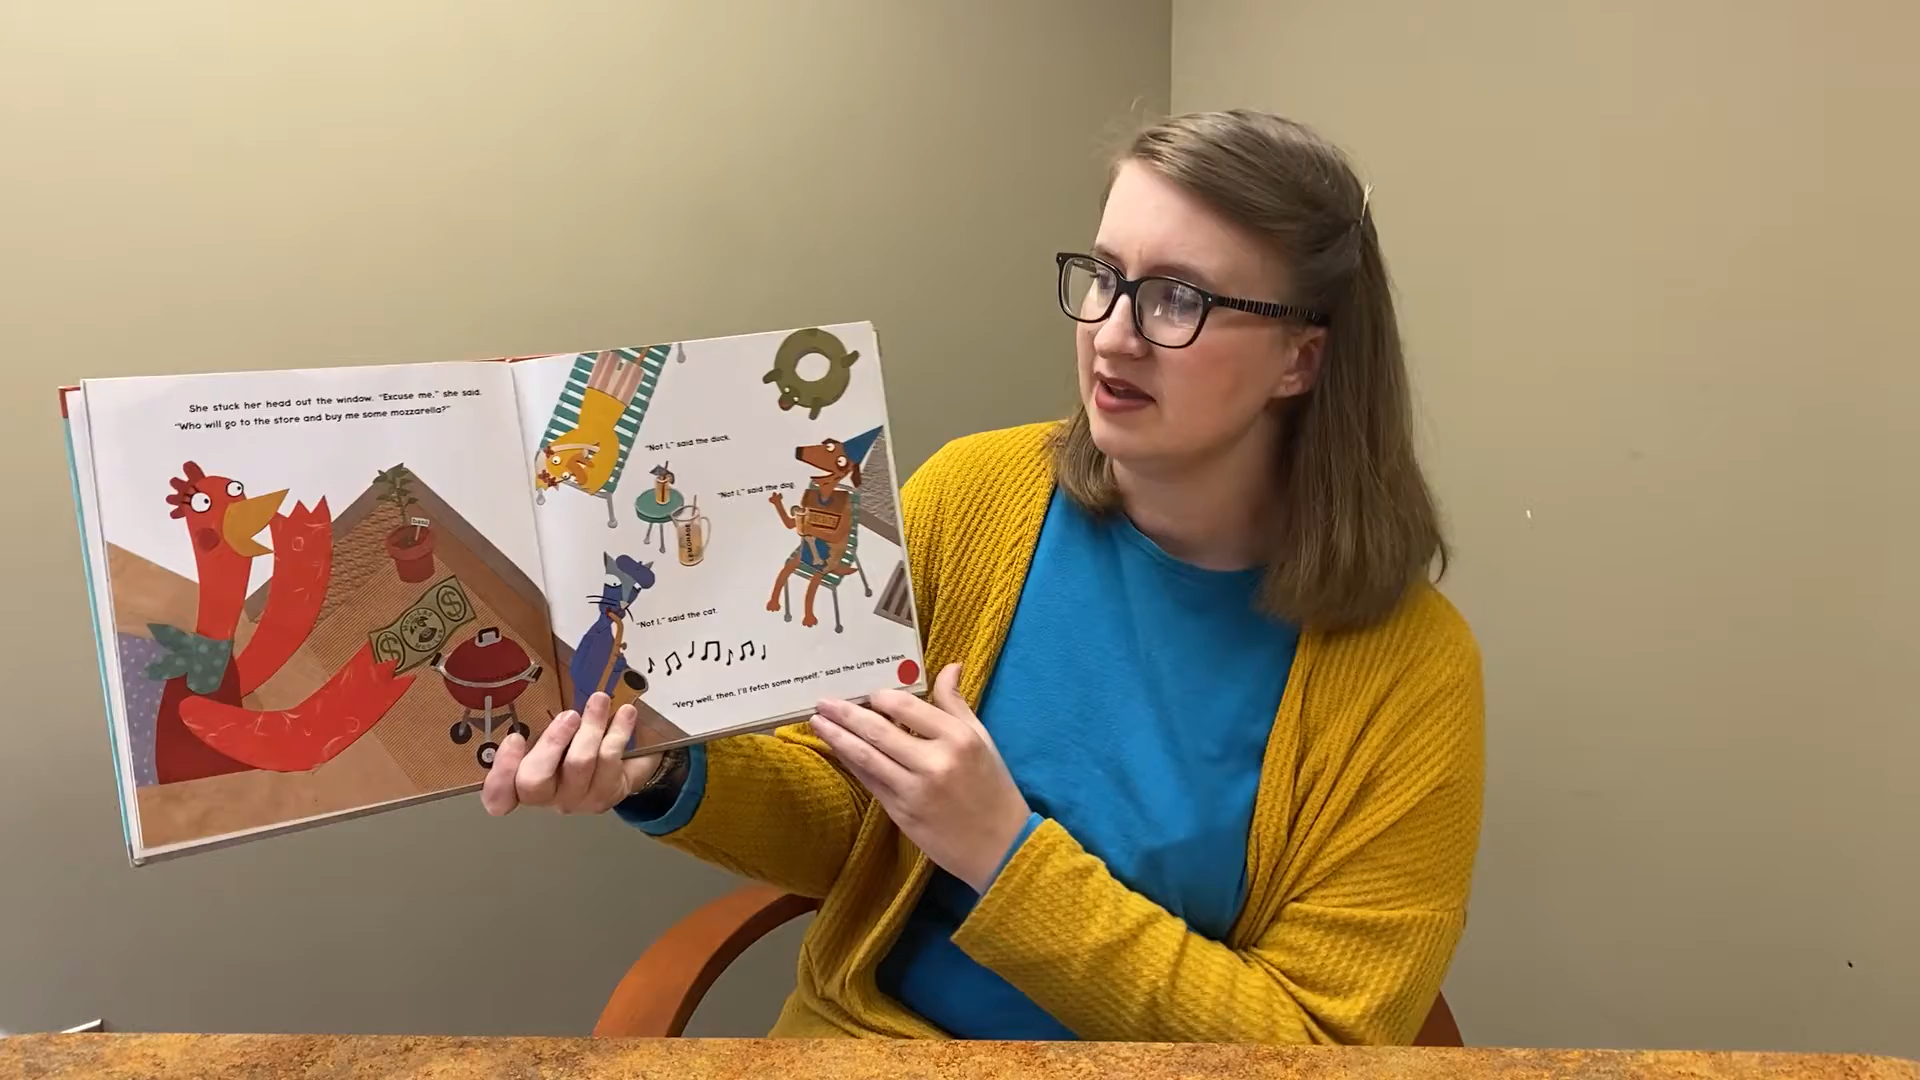 She stuck her head out the window. "Excuse me," she said.
"Who will go to the store and buy me some mozzarella?"
"Not I," said the duck.
"Not I," said the dog.
LEMONADE
"Not I," said the cat.
"Very well, then, I'll fetch some myself," said the Little Red Hen.